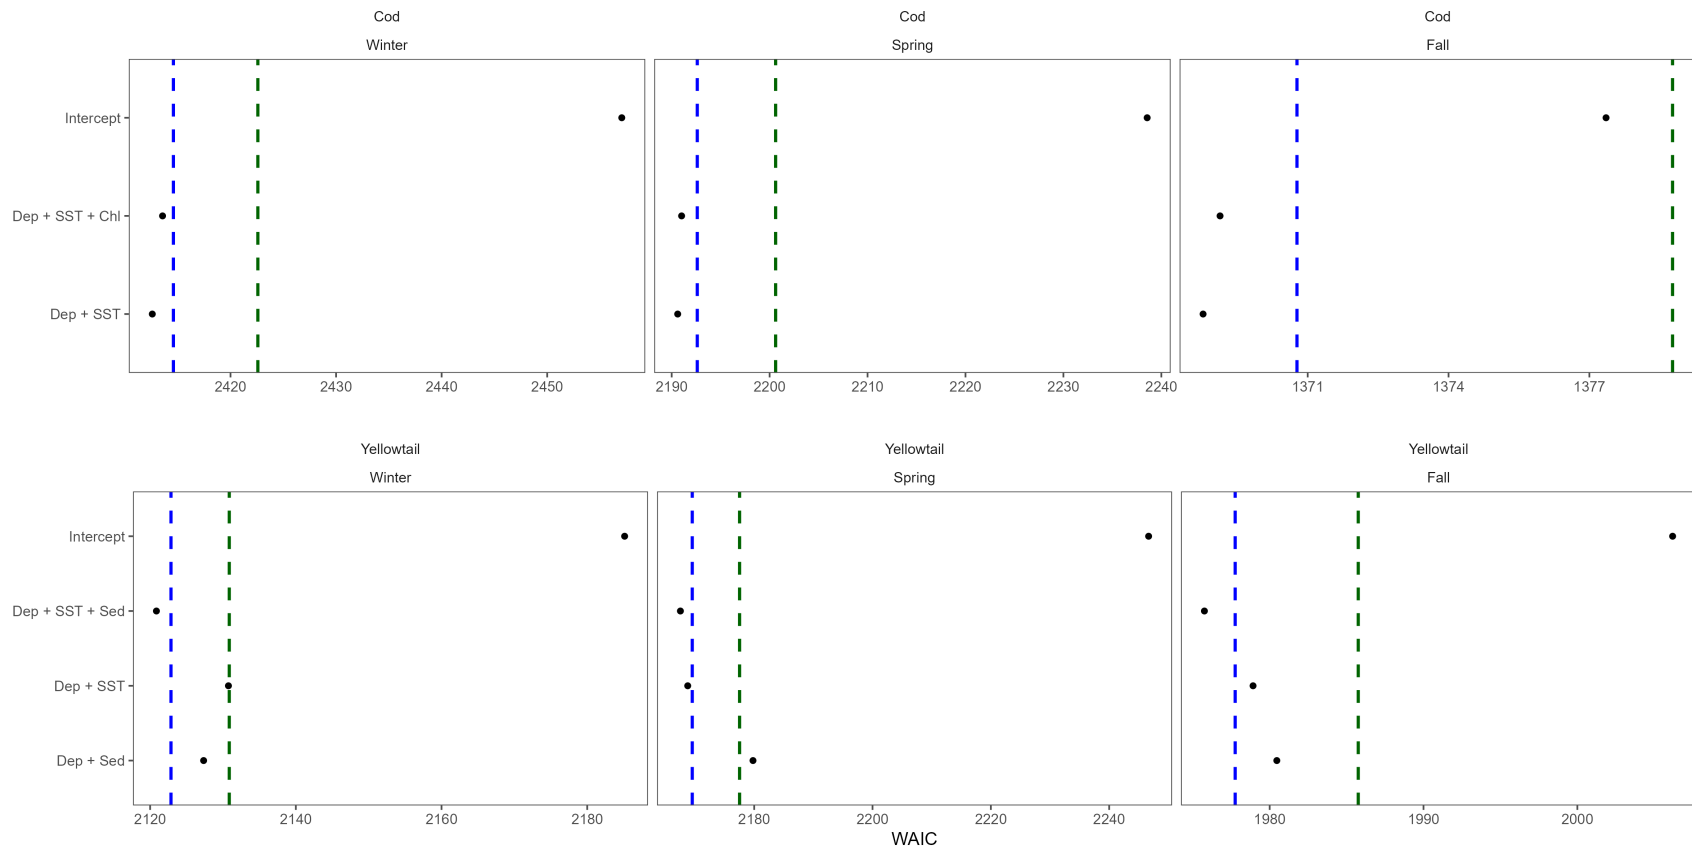 Cod Cod Cod
Winter Spring Fall
Intercept
Dep + SST + Chl
Dep + SST
2420 2430 2440 2450 2190 2200 2210 2220 2230 2240 1371 1374 1377
Yellowtail Yellowtail Yellowtail
Winter Spring Fall
Intercept
Dep + SST + Sed
Dep + SST
Dep + Sed
2120 2140 2160 2180 2180 2200 2220 2240 1980 1990 2000
WAIC